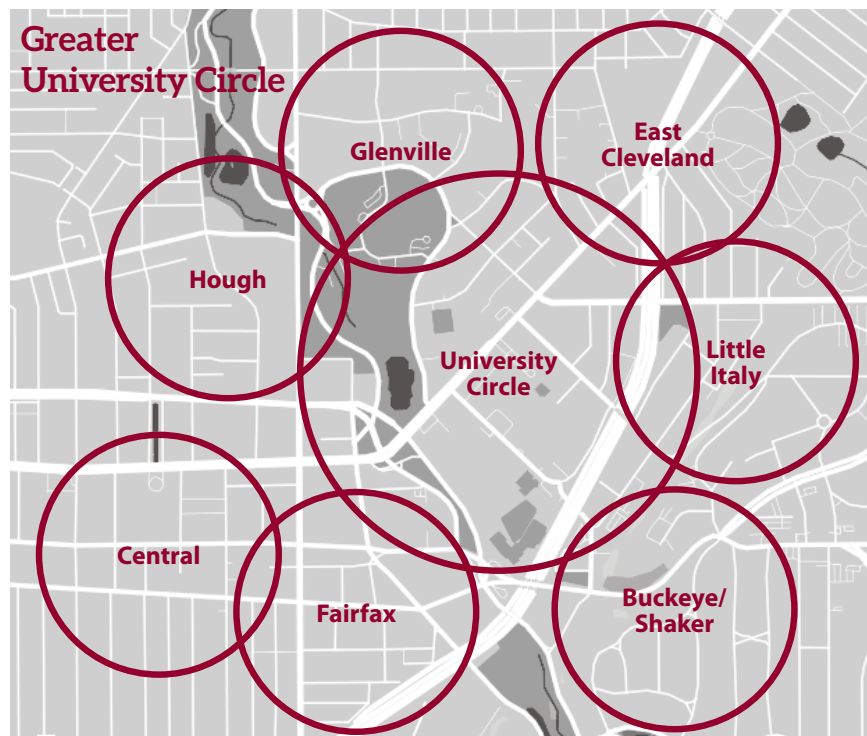 Greater
University Circle
Glenville
East
Cleveland
Hough
University
Circle
Little
Italy
Central
Fairfax
Buckeye/
Shaker